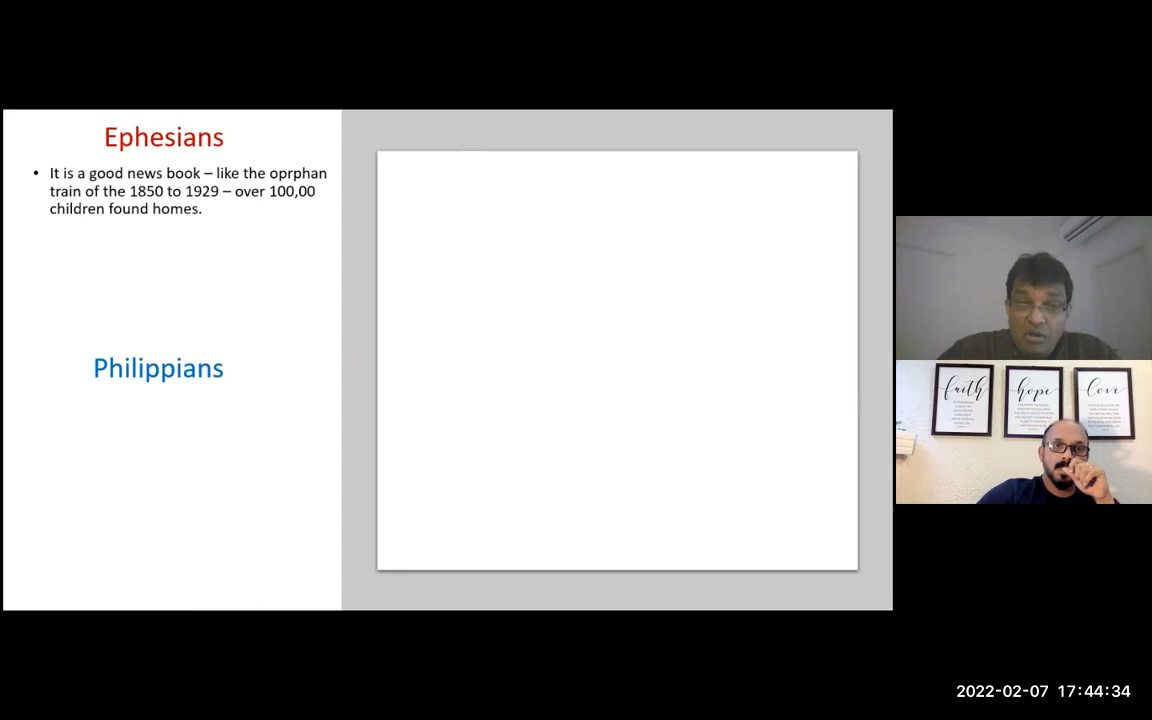 Ephesians
• It is a good news book – like the oprphan
train of the 1850 to 1929 – over 100,00
children found homes.
Philippians
faith
hope
love
2022-02-07 17:44:34